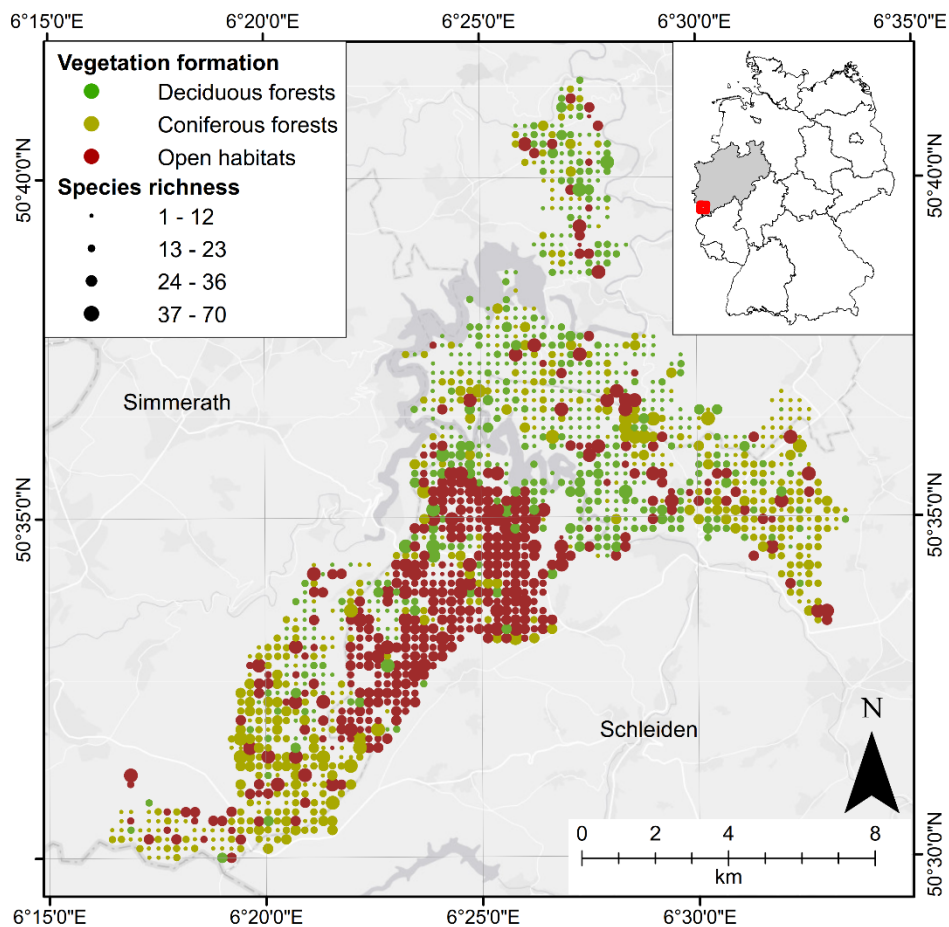 6°15'0"E 6°20'0"E 6°25'0"E 6°30'0"E 6°35'0"E
Vegetation formation
Deciduous forests
Coniferous forests
Open habitats
Species richness
1 - 12
13 - 23
24 - 36
37 - 70
50°40'0"N
50°40'0"N
Simmerath
50°35'0"N
50°35'0"N
Schleiden
N
0 2 4 8
km
50°30'0"N
50°30'0"N
6°15'0"E 6°20'0"E 6°25'0"E 6°30'0"E 6°35'0"E